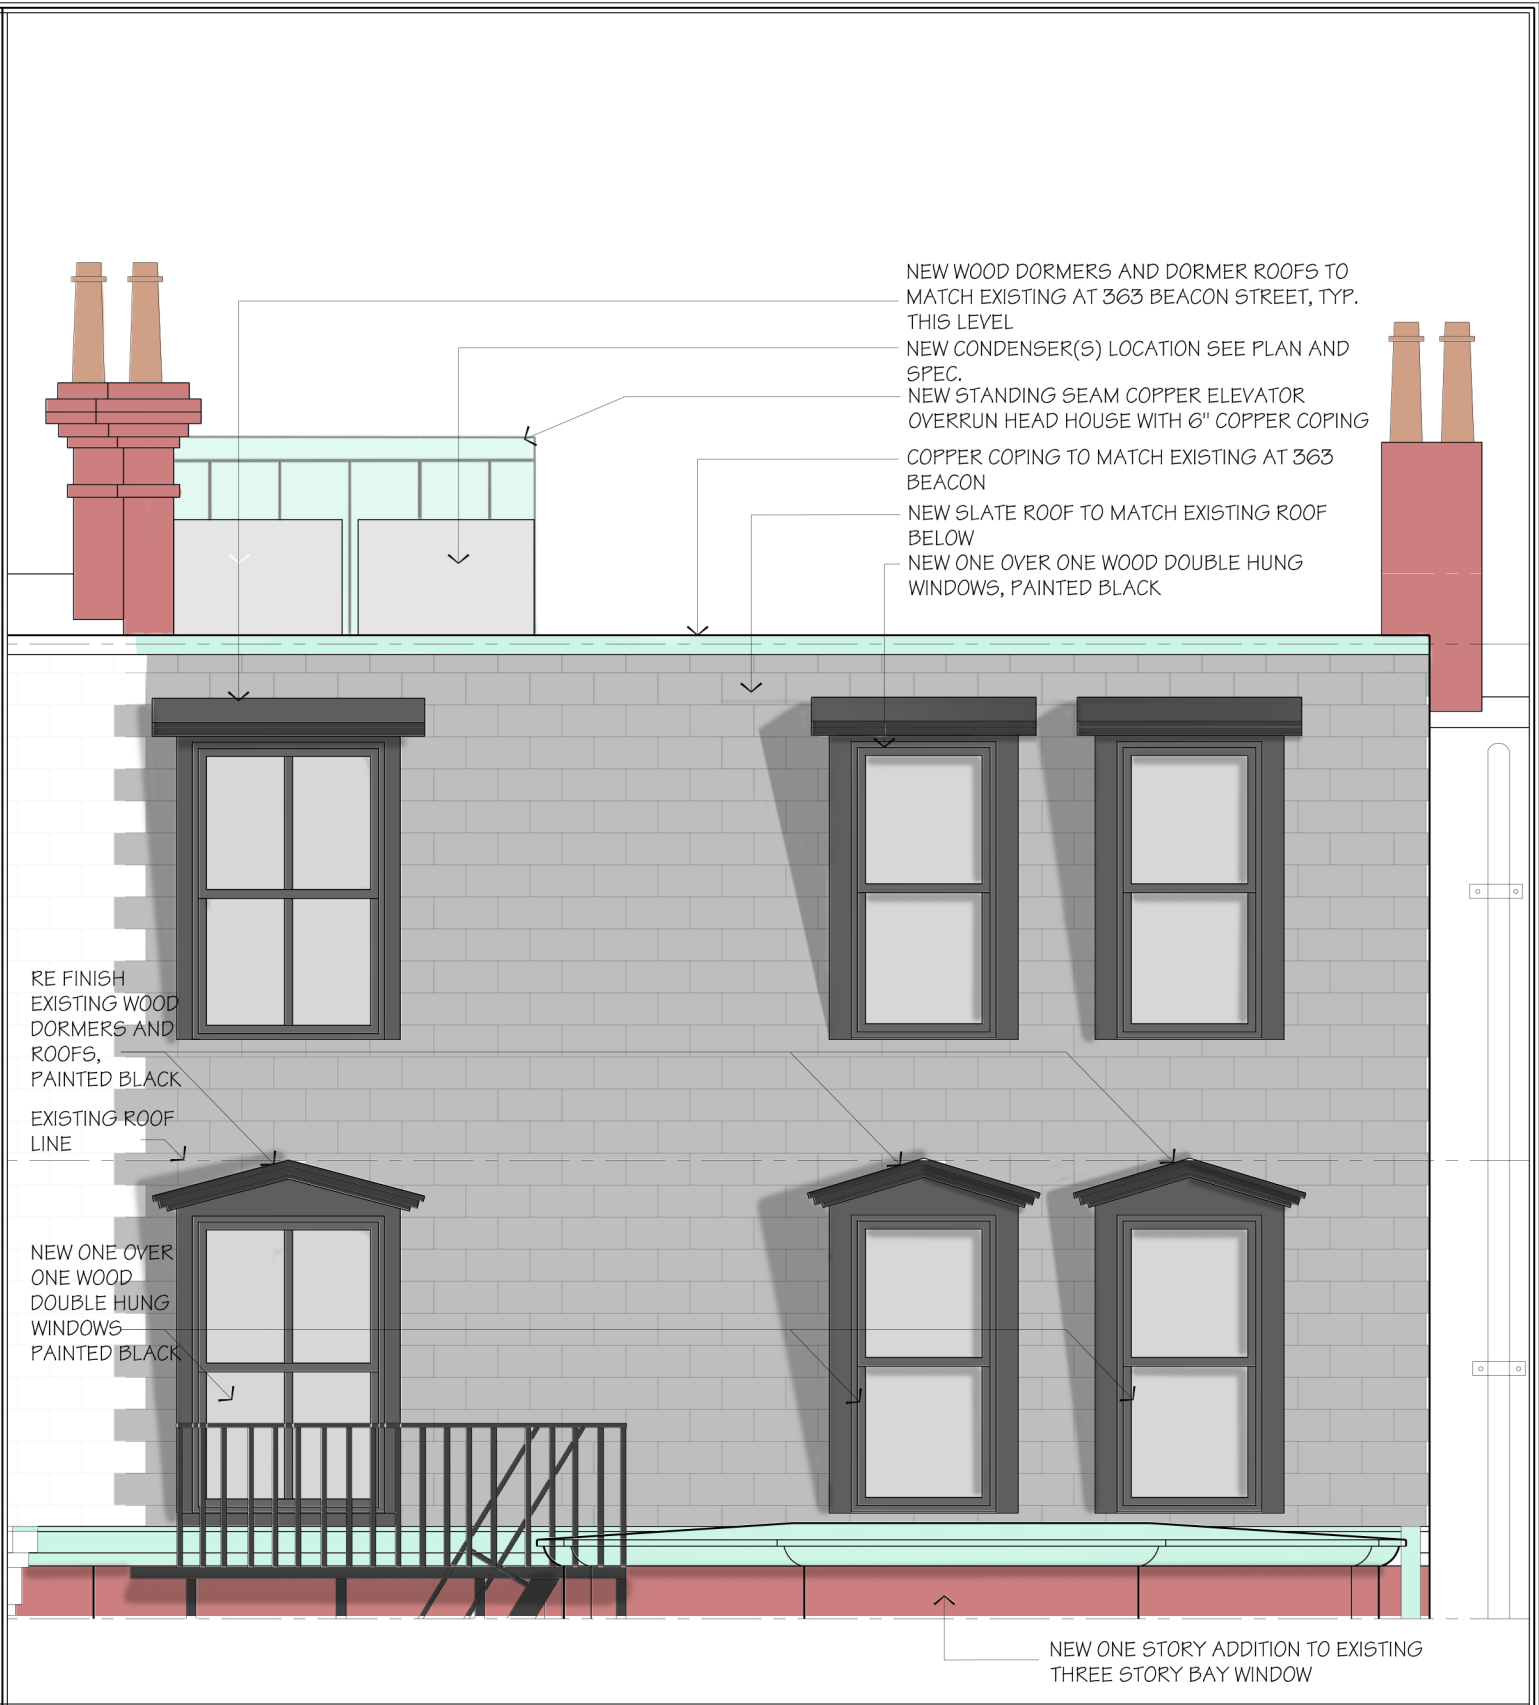 NEW WOOD DORMERS AND DORMER ROOFS TO
MATCH EXISTING AT 363 BEACON STREET, TYP.
THIS LEVEL
NEW CONDENSER(S) LOCATION SEE PLAN AND
SPEC.
NEW STANDING SEAM COPPER ELEVATOR
OVERRUN HEAD HOUSE WITH 6" COPPER COPING
COPPER COPING TO MATCH EXISTING AT 363
BEACON
NEW SLATE ROOF TO MATCH EXISTING ROOF
BELOW
NEW ONE OVER ONE WOOD DOUBLE HUNG
WINDOWS, PAINTED BLACK
RE FINISH
EXISTING WOOD
DORMERS AND
ROOFS,
PAINTED BLACK
EXISTING ROOF
LINE
NEW ONE OVER
ONE WOOD
DOUBLE HUNG
WINDOWS
PAINTED BLACK
NEW ONE STORY ADDITION TO EXISTING
THREE STORY BAY WINDOW